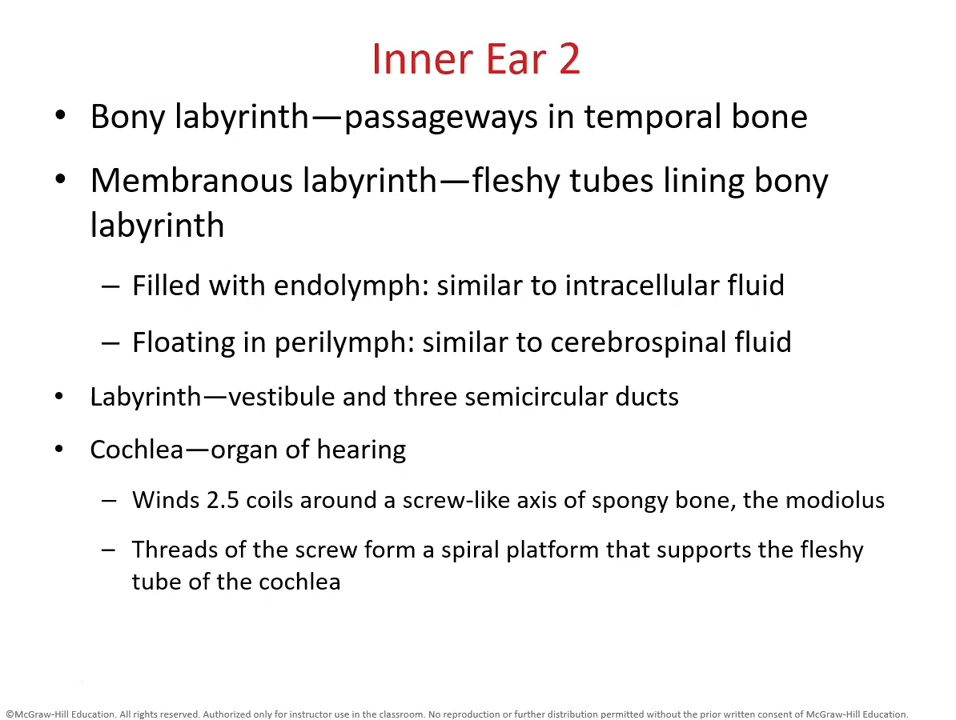 Inner Ear 2
• Bony labyrinth—passageways in temporal bone
• Membranous labyrinth—fleshy tubes lining bony
labyrinth
– Filled with endolymph: similar to intracellular fluid
– Floating in perilymph: similar to cerebrospinal fluid
• Labyrinth—vestibule and three semicircular ducts
• Cochlea—organ of hearing
– Winds 2.5 coils around a screw-like axis of spongy bone, the modiolus
– Threads of the screw form a spiral platform that supports the fleshy
tube of the cochlea
©McGraw-Hill Education. All rights reserved. Authorized only for instructor use in the classroom. No reproduction or further distribution permitted without the prior written consent of McGraw-Hill Education.